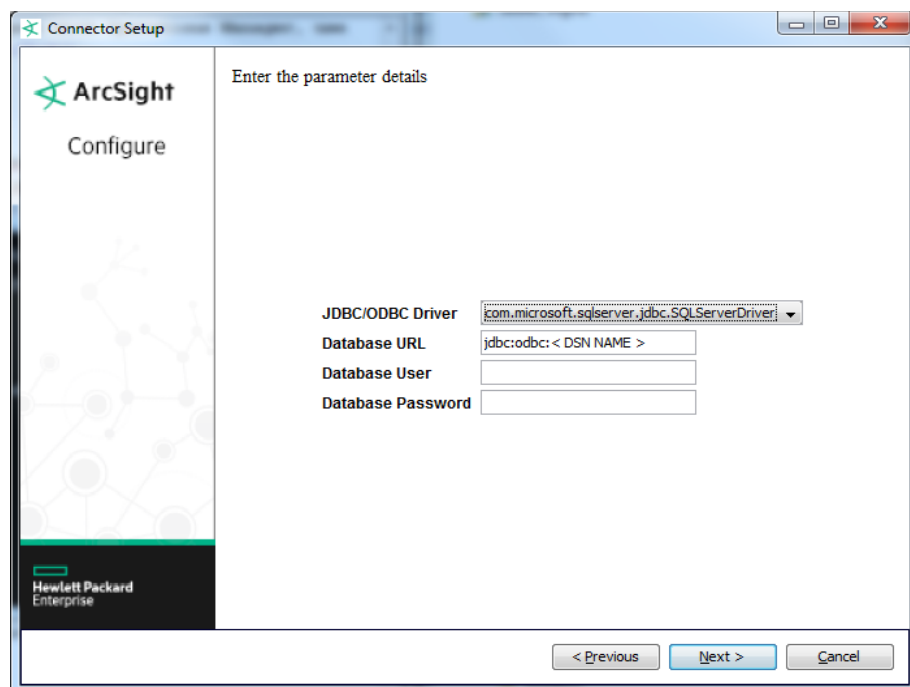 Connector Setup
ArcSight
Configure
Enter the parameter details
JDBC/ODBC Driver com.microsoft.sqlserver.jdbc.SQLServerDriver
Database URL jdbc:odbc:< DSN NAME >
Database User
Database Password
Hewlett Packard
Enterprise
< Previous Next > Cancel